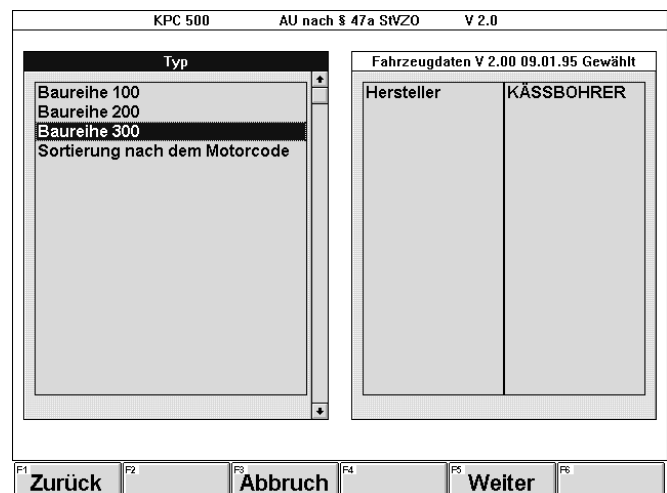 KPC 500 AU nach § 47a StVZO V 2.0
Typ
Baureihe 100
Baureihe 200
Baureihe 300
Sortierung nach dem Motorcode
Fahrzeugdaten V 2.00 09.01.95 Gewählt
Hersteller KÄSSBOHRER
F1 Zurück F2 F3 Abbruch F4 F5 Weiter F6